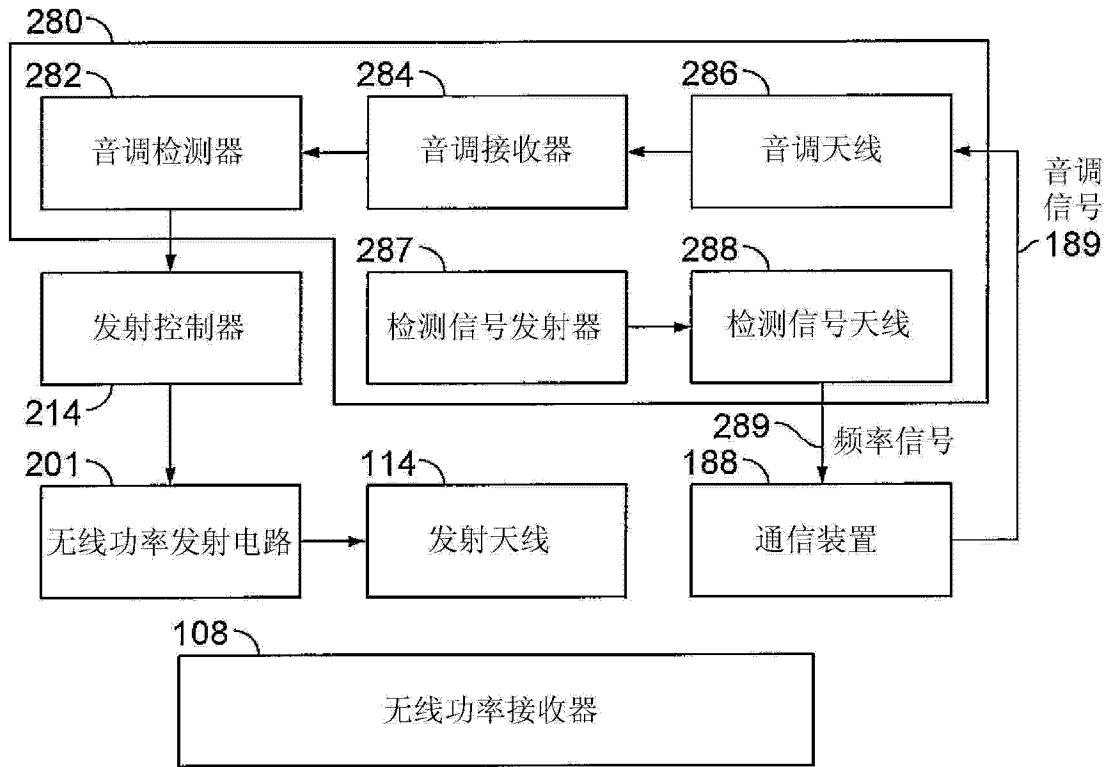 280
282
284
286
音调检测器
音调接收器
音调天线
音调
信号
189
287
288
发射控制器
检测信号发射器
检测信号天线
214
289
频率信号
201
114
188
无线功率发射电路
发射天线
通信装置
108
无线功率接收器